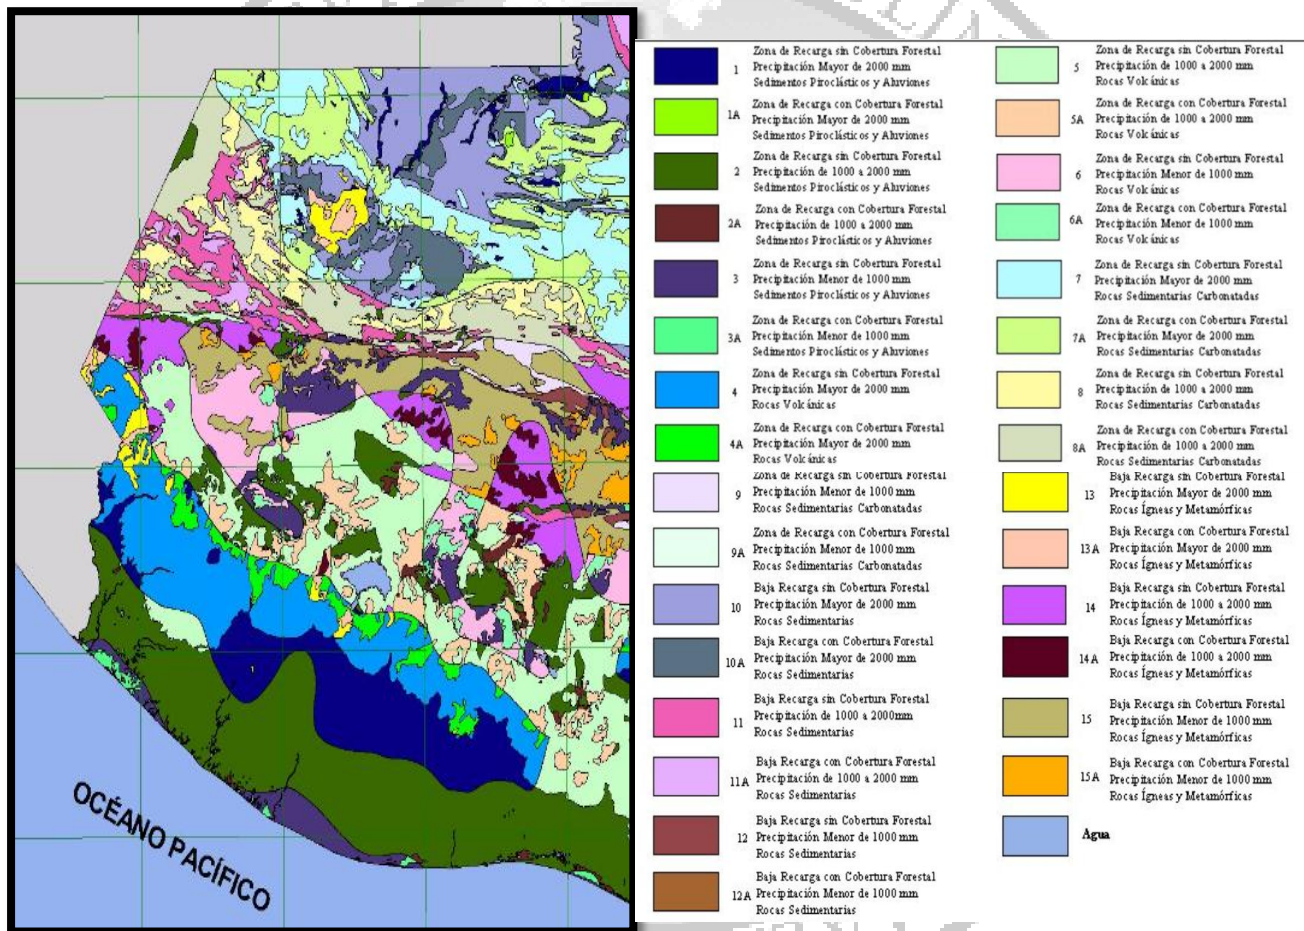 OCÉANO PACÍFICO
1
1
Zona de Recarga sin Cobertura Forestal
Precipitación Mayor de 2000 mm
Sedimentos Piroclásticos y Aluviones
1A
Zona de Recarga con Cobertura Forestal
Precipitación Mayor de 2000 mm
Sedimentos Piroclásticos y Aluviones
2
Zona de Recarga sin Cobertura Forestal
Precipitación de 1000 a 2000 mm
Sedimentos Piroclásticos y Aluviones
2A
Zona de Recarga con Cobertura Forestal
Precipitación de 1000 a 2000 mm
Sedimentos Piroclásticos y Aluviones
3
Zona de Recarga sin Cobertura Forestal
Precipitación Menor de 1000 mm
Sedimentos Piroclásticos y Aluviones
3A
Zona de Recarga con Cobertura Forestal
Precipitación Menor de 1000 mm
Sedimentos Piroclásticos y Aluviones
4
Zona de Recarga sin Cobertura Forestal
Precipitación Mayor de 2000 mm
Rocas Volcánicas
4A
Zona de Recarga con Cobertura Forestal
Precipitación Mayor de 2000 mm
Rocas Volcánicas
9
Zona de Recarga sin Cobertura Forestal
Precipitación Menor de 1000 mm
Rocas Sedimentarias Carbonatadas
9A
Zona de Recarga con Cobertura Forestal
Precipitación Menor de 1000 mm
Rocas Sedimentarias Carbonatadas
10
Baja Recarga sin Cobertura Forestal
Precipitación Mayor de 2000 mm
Rocas Sedimentarias
10A
Baja Recarga con Cobertura Forestal
Precipitación Mayor de 2000 mm
Rocas Sedimentarias
11
Baja Recarga sin Cobertura Forestal
Precipitación de 1000 a 2000mm
Rocas Sedimentarias
11A
Baja Recarga con Cobertura Forestal
Precipitación de 1000 a 2000 mm
Rocas Sedimentarias
12
Baja Recarga sin Cobertura Forestal
Precipitación Menor de 1000 mm
Rocas Sedimentarias
12A
Baja Recarga con Cobertura Forestal
Precipitación Menor de 1000 mm
Rocas Sedimentarias
5
Zona de Recarga sin Cobertura Forestal
Precipitación de 1000 a 2000 mm
Rocas Volcánicas
5A
Zona de Recarga con Cobertura Forestal
Precipitación de 1000 a 2000 mm
Rocas Volcánicas
6
Zona de Recarga sin Cobertura Forestal
Precipitación Menor de 1000 mm
Rocas Volcánicas
6A
Zona de Recarga con Cobertura Forestal
Precipitación Menor de 1000 mm
Rocas Volcánicas
7
Zona de Recarga sin Cobertura Forestal
Precipitación Mayor de 2000 mm
Rocas Sedimentarias Carbonatadas
7A
Zona de Recarga con Cobertura Forestal
Precipitación Mayor de 2000 mm
Rocas Sedimentarias Carbonatadas
8
Zona de Recarga sin Cobertura Forestal
Precipitación de 1000 a 2000 mm
Rocas Sedimentarias Carbonatadas
8A
Zona de Recarga con Cobertura Forestal
Precipitación de 1000 a 2000 mm
Rocas Sedimentarias Carbonatadas
13
Baja Recarga sin Cobertura Forestal
Precipitación Mayor de 2000 mm
Rocas Ígneas y Metamórficas
13A
Baja Recarga con Cobertura Forestal
Precipitación Mayor de 2000 mm
Rocas Ígneas y Metamórficas
14
Baja Recarga sin Cobertura Forestal
Precipitación de 1000 a 2000 mm
Rocas Ígneas y Metamórficas
14A
Baja Recarga con Cobertura Forestal
Precipitación de 1000 a 2000 mm
Rocas Ígneas y Metamórficas
15
Baja Recarga sin Cobertura Forestal
Precipitación Menor de 1000 mm
Rocas Ígneas y Metamórficas
15A
Baja Recarga con Cobertura Forestal
Precipitación Menor de 1000 mm
Rocas Ígneas y Metamórficas
Agua